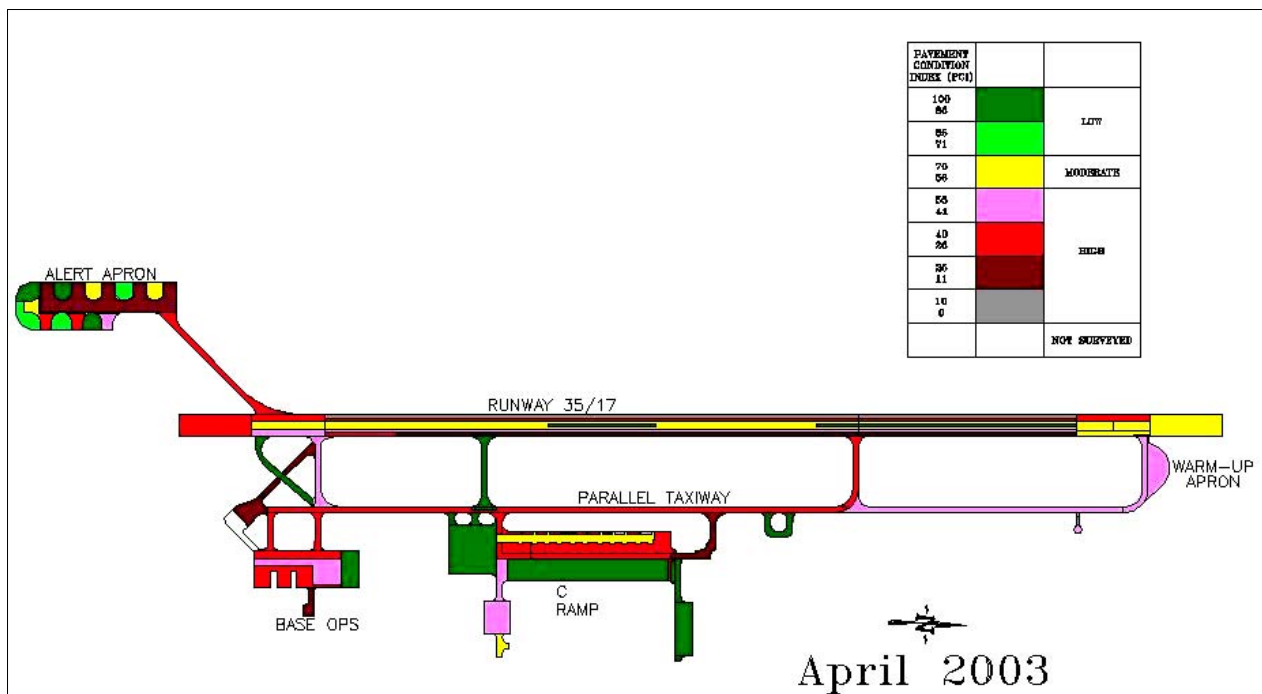 PAVEMENT
CONDITION
INDEX (PCI)
100
86
LOW
85
71
70
56
MODERATE
55
41
40
26
HIGH
25
11
10
0
NOT SURVEYED
ALERT APRON
RUNWAY 35/17
WARM-UP
APRON
PARALLEL TAXIWAY
C
RAMP
BASE OPS
April 2003